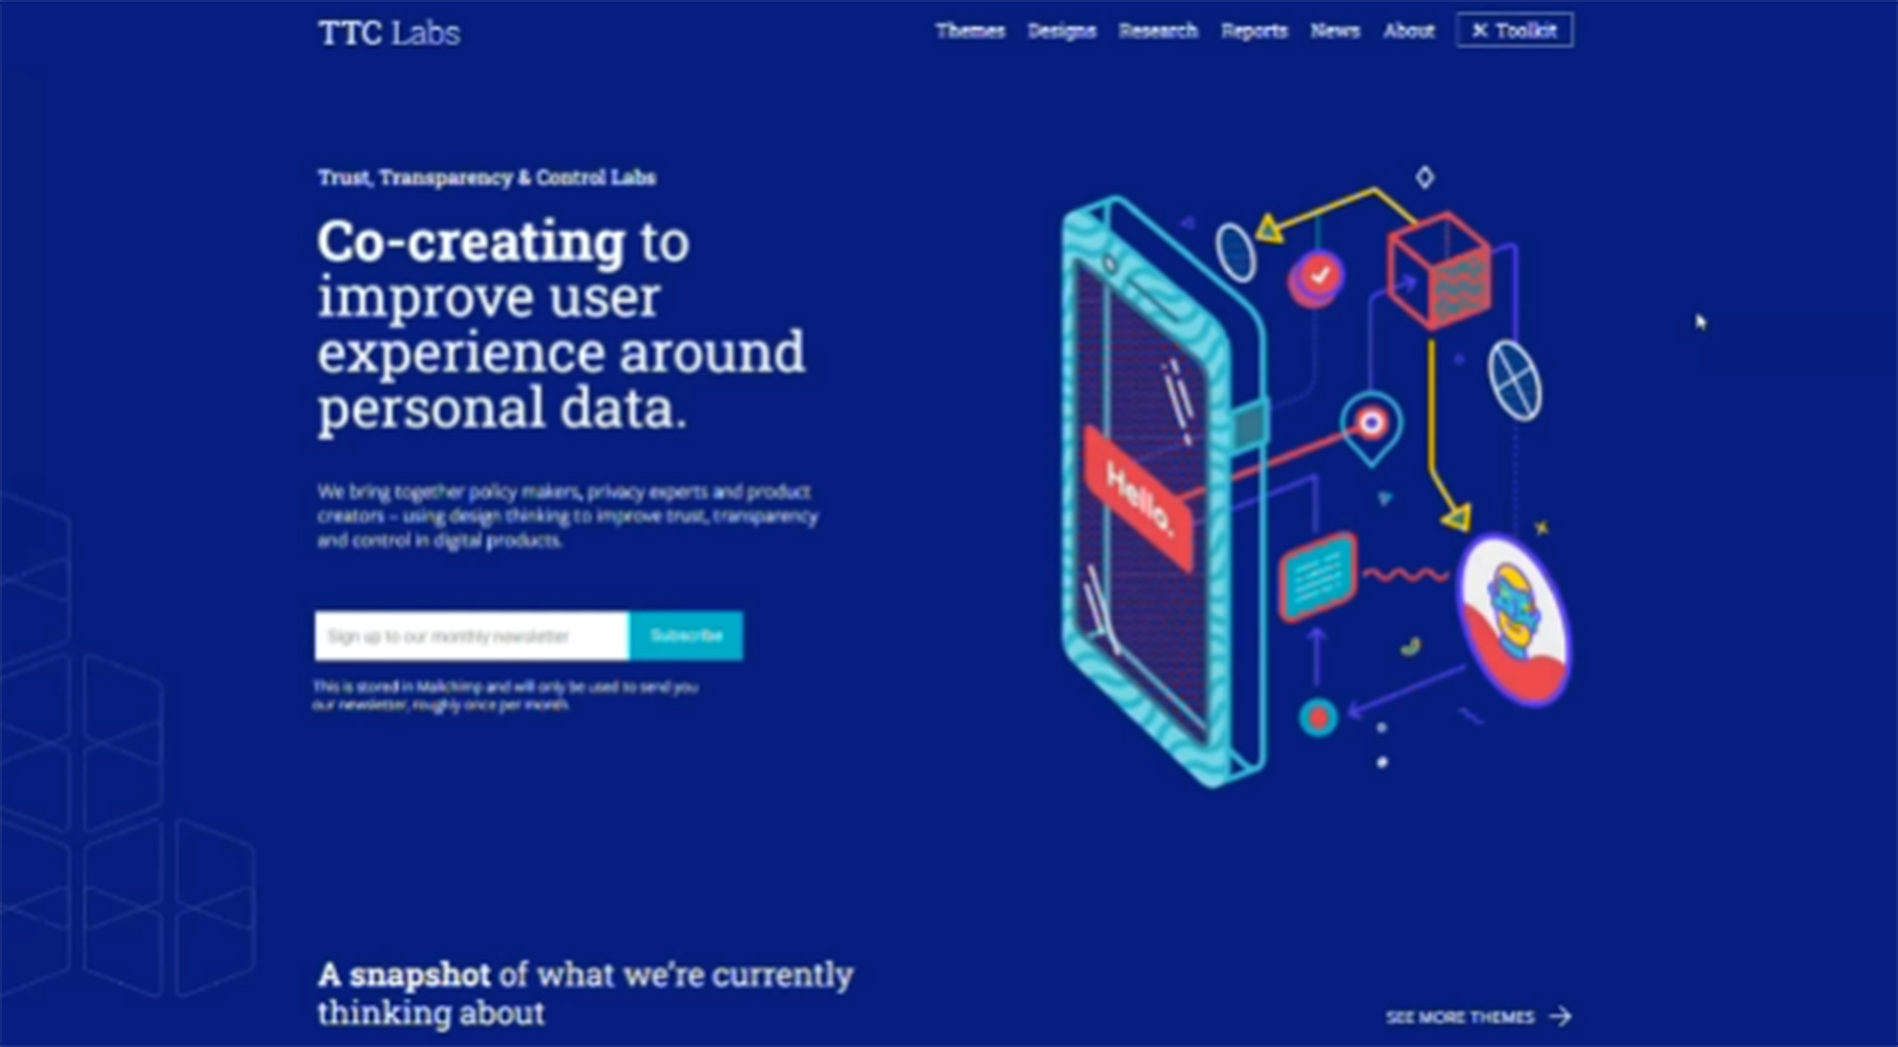 TTC Labs
Themes Designs Research Reports News About Toolkit
Trust, Transparency & Control Labs
Co-creating to
improve user
experience around
personal data.
We bring together policy makers, privacy experts and product
creators – using design thinking to improve trust, transparency
and control in digital products.
Sign up to our monthly newsletter Subscribe
This is stored in Mailchimp and will only be used to send you
our newsletter, roughly once per month.
Hello.
A snapshot of what we're currently
thinking about
SEE MORE THEMES